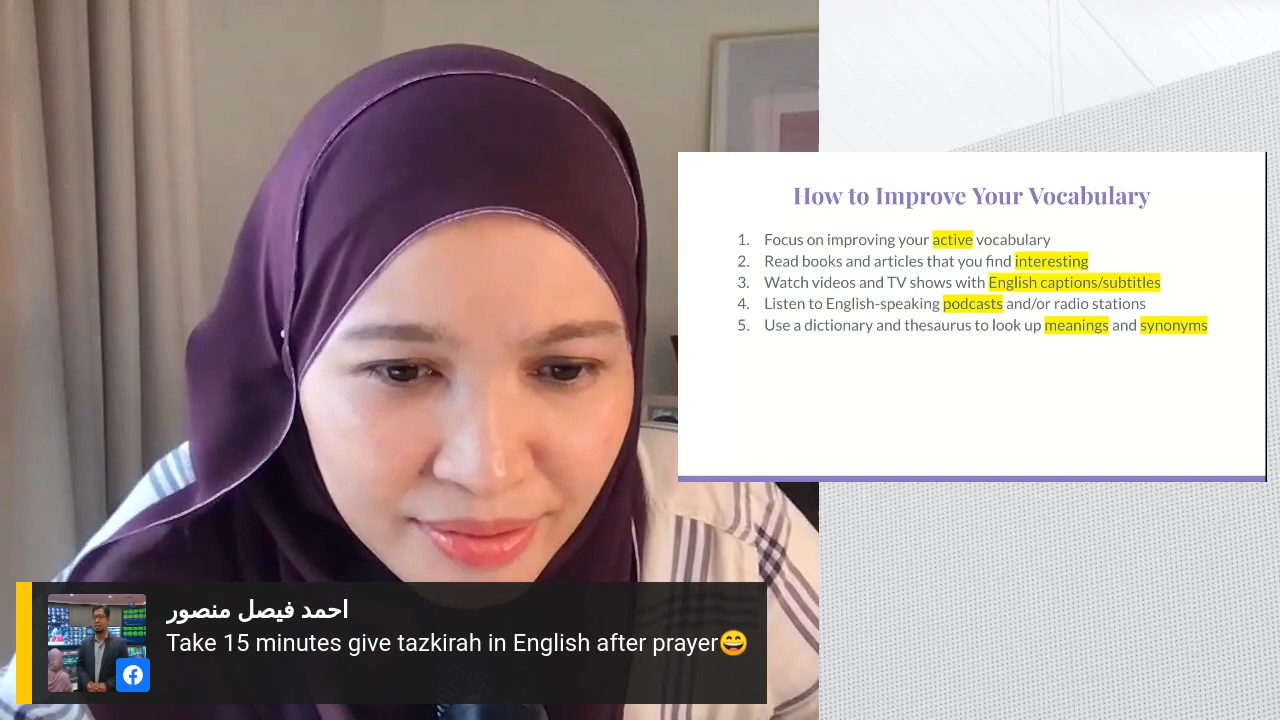 How to Improve Your Vocabulary
1. Focus on improving your active vocabulary
2. Read books and articles that you find interesting
3. Watch videos and TV shows with English captions/subtitles
4. Listen to English-speaking podcasts and/or radio stations
5. Use a dictionary and thesaurus to look up meanings and synonyms
احمد فيصل منصور
Take 15 minutes give tazkirah in English after prayer😄